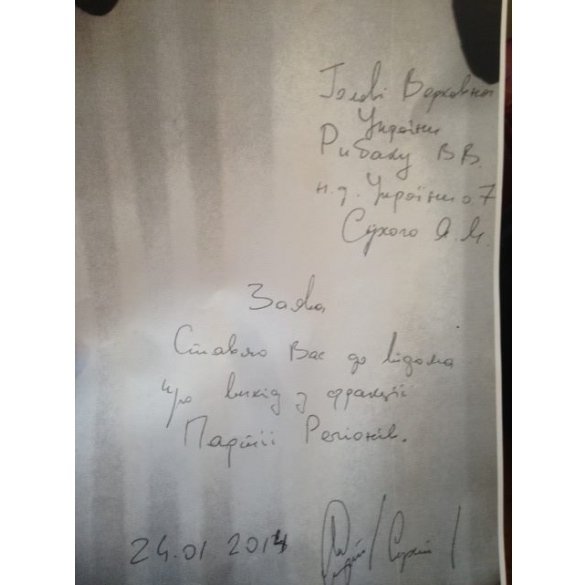 Голові Верховної
України
Рибаку В.В.
н.д. України о. 7
Сухого Я.М.
Заява
Ставлю Вас до відома
про вихід з фракції
Партії Регіонів.
24.01 2014 /Сухий/